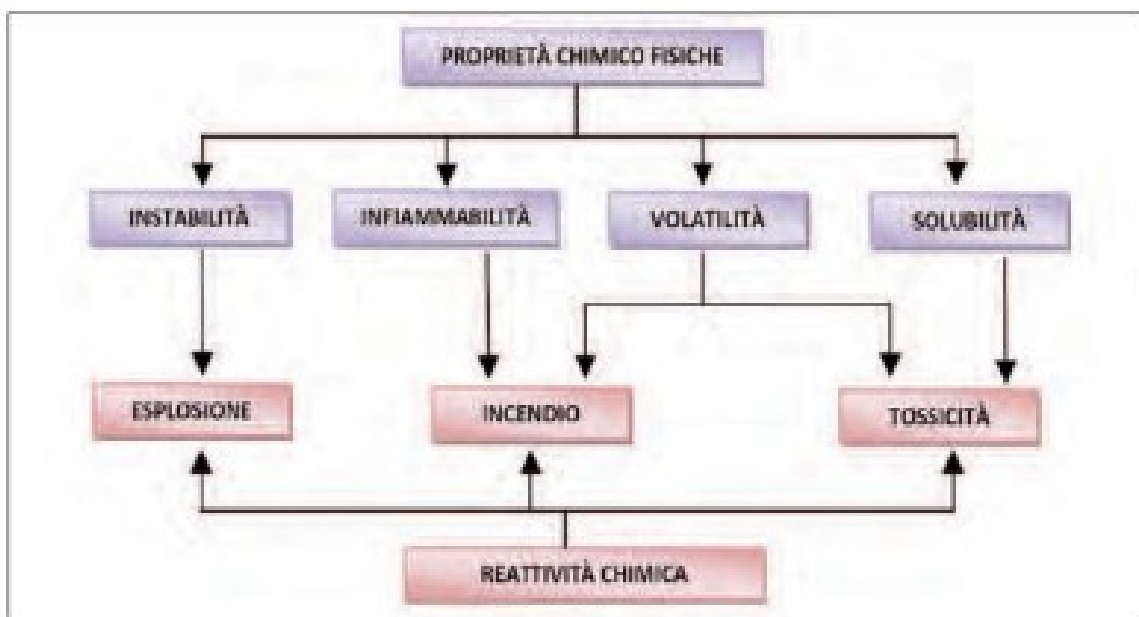 PROPRIETÀ CHIMICO FISICHE
INSTABILITÀ
INFIAMMABILITÀ
VOLATILITÀ
SOLUBILITÀ
ESPLOSIONE
INCENDIO
TOSSICITÀ
REATTIVITÀ CHIMICA